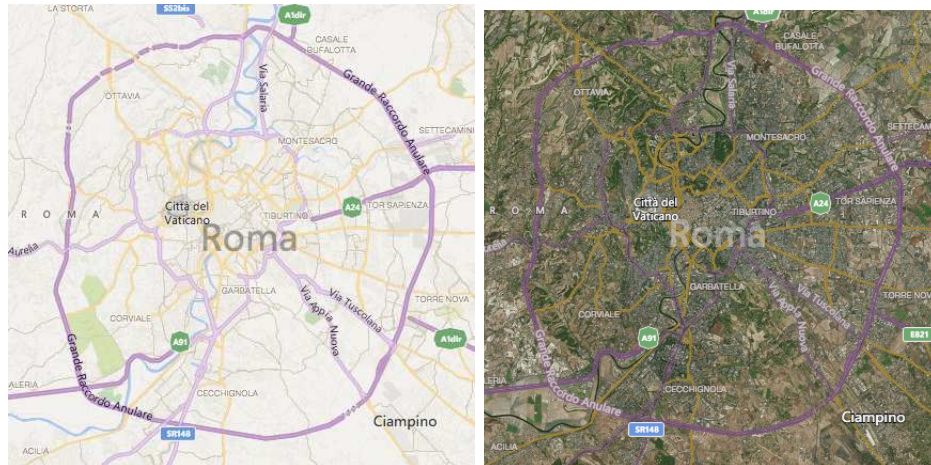 SS2bis
LA STORTA
A1dir
CASALE
BUFALOTTA
Grande Raccordo Anulare
Via Salaria
OTTAVIA
MONTESACRO
SETTECAMINI
R O M A
Città del
Vaticano
TIBURTINO
A24
TOR SAPIENZA
Roma
Aurelia
GARBATELLA
Via Tuscolana
Via Appia Nuova
TORRE NOVA
CORVIALE
A91
A1dir
Grande Raccordo Anulare
ALERIA
CECCHIGNOLA
Ciampino
SR148
ACILIA
A1dir
LA STORTA
CASALE
BUFALOTTA
Grande Raccordo Anulare
Via Salaria
OTTAVIA
MONTESACRO
SETTECAMI
R O M A
Città del
Vaticano
TIBURTINO
A24
TOR SAPIENZA
Roma
Aurelia
GARBATELLA
Via Tuscolana
Via Appia Nuova
TORRE NOVA
CORVIALE
A91
E821
Grande Raccordo Anulare
ALERIA
CECCHIGNOLA
Ciampino
SR148
ACILIA